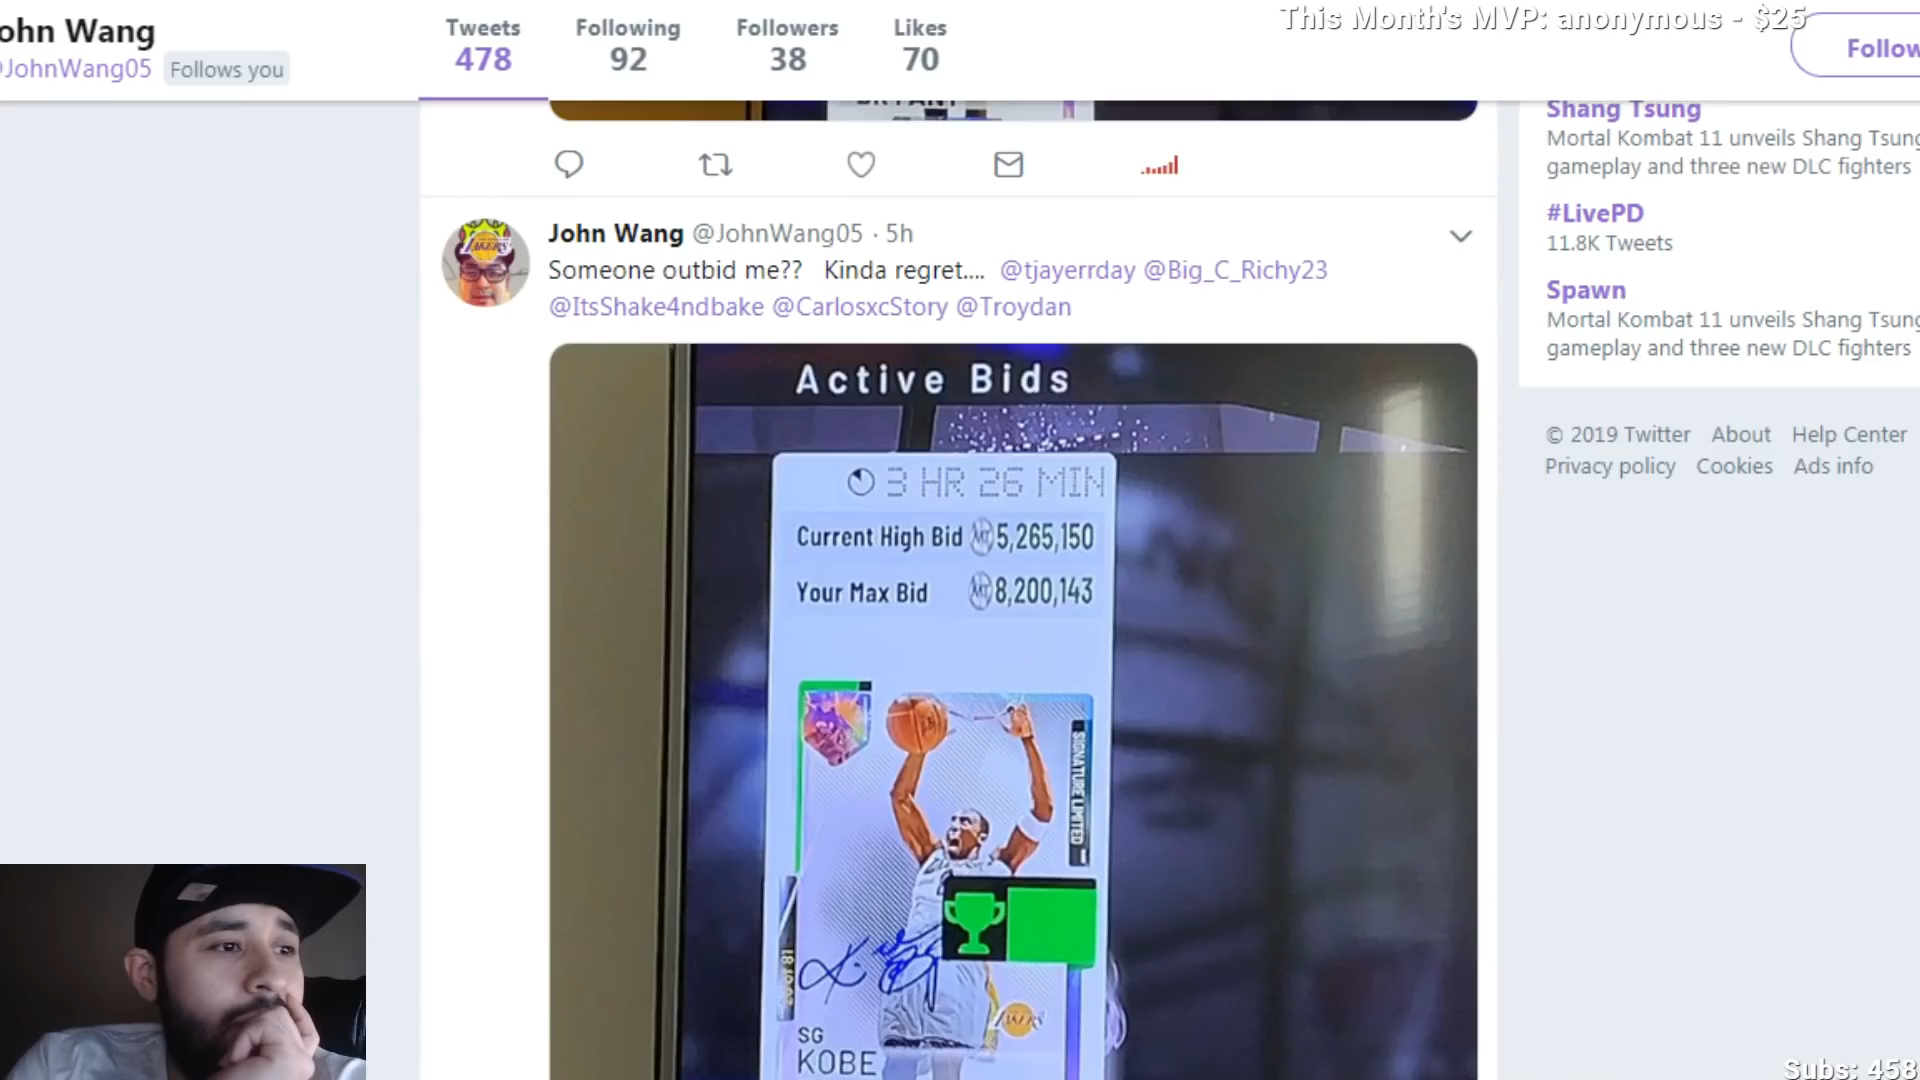 ohn Wang
@JohnWang05 Follows you
Tweets 478
Following 92
Followers 38
Likes 70
This Month's MVP: anonymous - $25
Follow
BRYANT
John Wang @JohnWang05 · 5h
Someone outbid me?? Kinda regret.... @tjayerrday @Big_C_Richy23
@ItsShake4ndbake @CarlosxcStory @Troydan
Active Bids
3 HR 26 MIN
Current High Bid MT 5,265,150
Your Max Bid MT 8,200,143
SIGNATURE LIMITED
LAKERS
SG
KOBE
Shang Tsung
Mortal Kombat 11 unveils Shang Tsung
gameplay and three new DLC fighters
#LivePD
11.8K Tweets
Spawn
Mortal Kombat 11 unveils Shang Tsung
gameplay and three new DLC fighters
© 2019 Twitter About Help Center
Privacy policy Cookies Ads info
Subs: 458